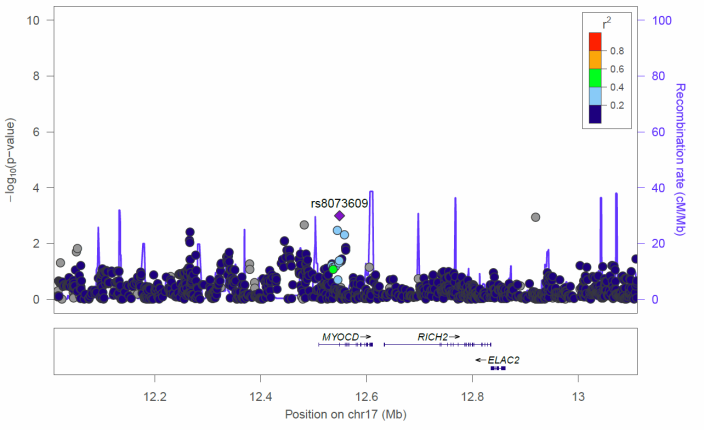 10
8
6
4
2
0
−log10(p−value)
100
80
60
40
20
0
Recombination rate (cM/Mb)
r2
0.8
0.6
0.4
0.2
rs8073609
MYOCD
RICH2
ELAC2
12.2
12.4
12.6
12.8
13
Position on chr17 (Mb)